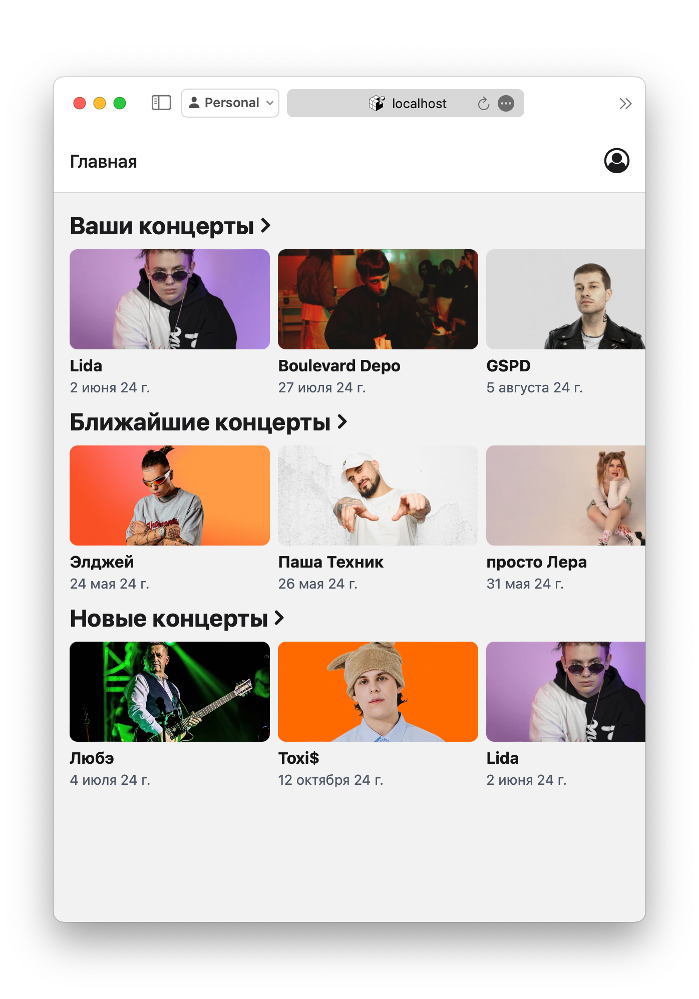 Personal
localhost
Главная
Ваши концерты
Lida
Boulevard Depo
GSPD
2 июня 24 г.
27 июля 24 г.
5 августа 24 г.
Ближайшие концерты
Элджей
Паша Техник
просто Лера
24 мая 24 г.
26 мая 24 г.
31 мая 24 г.
Новые концерты
Любэ
Toxi$
Lida
4 июля 24 г.
12 октября 24 г.
2 июня 24 г.